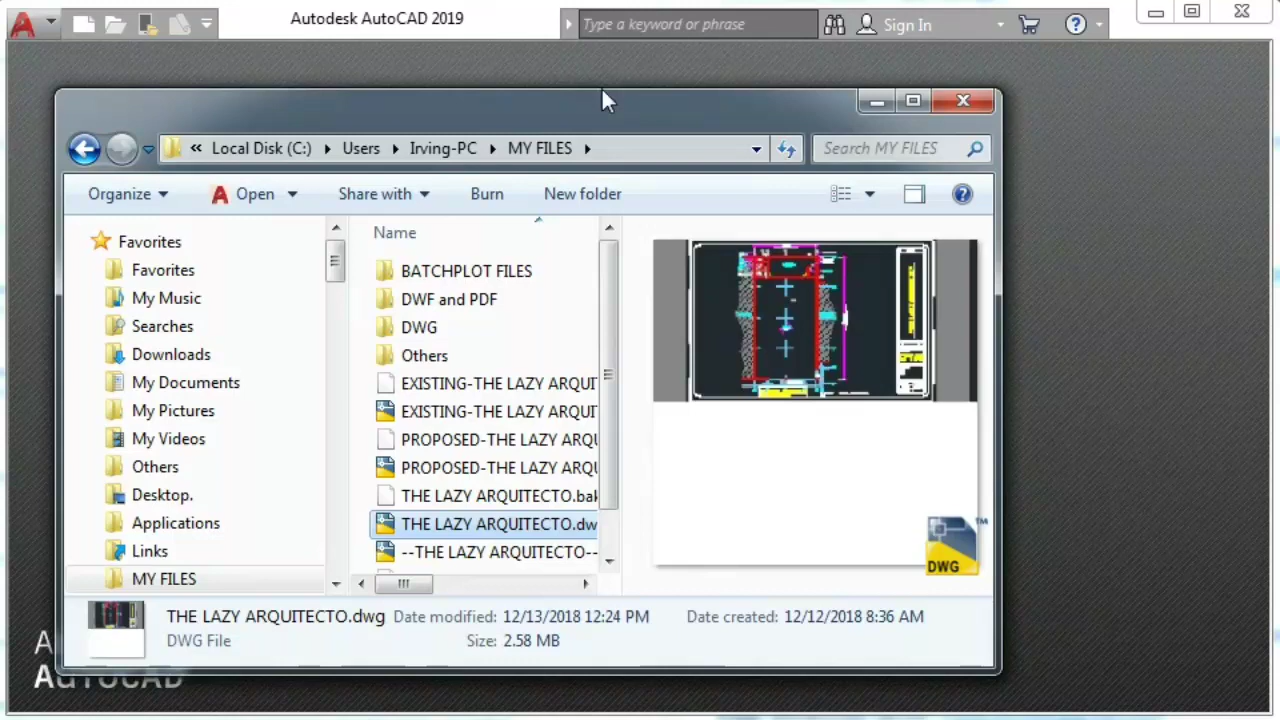 Autodesk AutoCAD 2019
Type a keyword or phrase
Sign In
« Local Disk (C:) Users Irving-PC MY FILES
Search MY FILES
Organize
A Open
Share with
Burn
New folder
Favorites
Favorites
My Music
Searches
Downloads
My Documents
My Pictures
My Videos
Others
Desktop.
Applications
Links
MY FILES
Name
BATCHPLOT FILES
DWF and PDF
DWG
Others
EXISTING-THE LAZY ARQUI
EXISTING-THE LAZY ARQUI
PROPOSED-THE LAZY ARQU
PROPOSED-THE LAZY ARQU
THE LAZY ARQUITECTO.bak
THE LAZY ARQUITECTO.dw
--THE LAZY ARQUITECTO--
DWG
™
THE LAZY ARQUITECTO.dwg Date modified: 12/13/2018 12:24 PM Date created: 12/12/2018 8:36 AM
DWG File Size: 2.58 MB
A
AUTOCAD